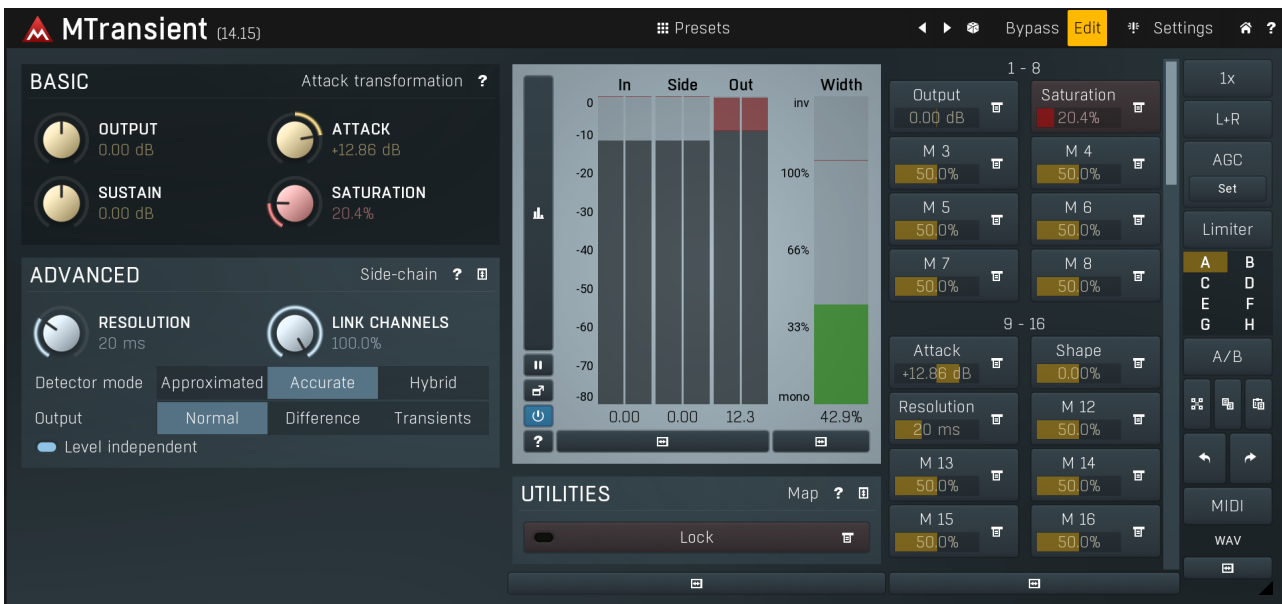 MTransient (14.15) Presets Bypass Edit Settings ?
BASIC Attack transformation ?
OUTPUT
0.00 dB
ATTACK
+12.86 dB
SUSTAIN
0.00 dB
SATURATION
20.4%
ADVANCED Side-chain ?
RESOLUTION
20 ms
LINK CHANNELS
100.0%
Detector mode Approximated Accurate Hybrid
Output Normal Difference Transients
Level independent
In Side Out Width
0 inv
-10
-20 100%
-30
-40 66%
-50
-60 33%
-70
-80 mono
0.00 0.00 12.3 42.9%
?
UTILITIES Map ?
Lock
1 - 8
Output Saturation
0.00 dB 20.4%
M 3 M 4
50.0% 50.0%
M 5 M 6
50.0% 50.0%
M 7 M 8
50.0% 50.0%
9 - 16
Attack Shape
+12.86 dB 0.00%
Resolution M 12
20 ms 50.0%
M 13 M 14
50.0% 50.0%
M 15 M 16
50.0% 50.0%
1x
L+R
AGC
Set
Limiter
A B
C D
E F
G H
A/B
MIDI
WAV